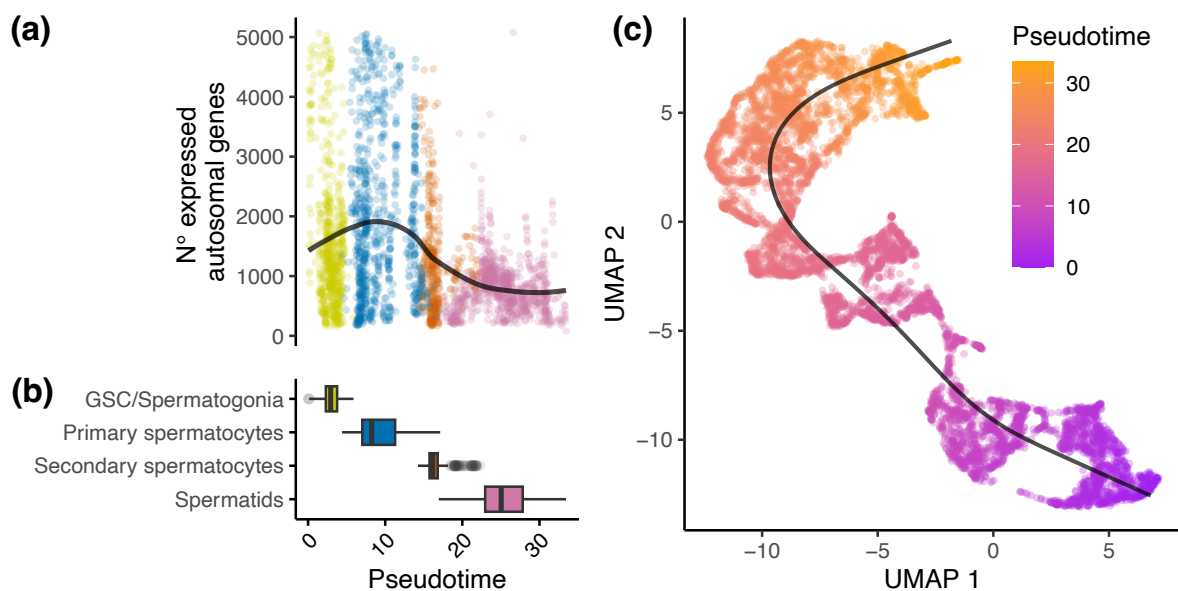 (a)
N° expressed
autosomal genes
5000
4000
3000
2000
1000
0
(b)
GSC/Spermatogonia
Primary spermatocytes
Secondary spermatocytes
Spermatids
0
10
20
30
Pseudotime
(c)
UMAP 2
5
0
−5
−10
−10
−5
0
5
UMAP 1
Pseudotime
30
20
10
0